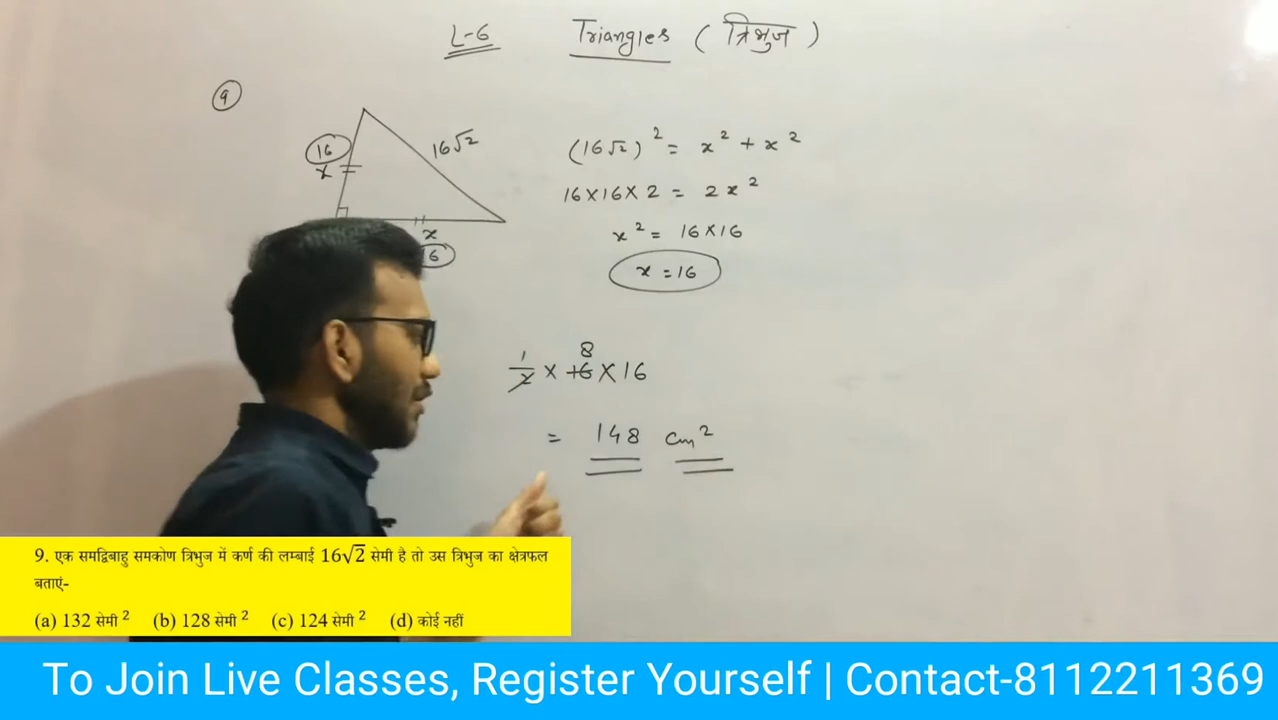 L-6 Triangles (त्रिभुज)
9
16
x
16√2
x
6
(16√2)² = x² + x²
16×16×2 = 2x²
x² = 16×16
x = 16
8
1/2 × 16 × 16
= 148 cm²
9. एक समद्विबाहु समकोण त्रिभुज में कर्ण की लम्बाई 16√2 सेमी है तो उस त्रिभुज का क्षेत्रफल
बताएं-
(a) 132 सेमी ² (b) 128 सेमी ² (c) 124 सेमी ² (d) कोई नहीं
To Join Live Classes, Register Yourself | Contact-8112211369